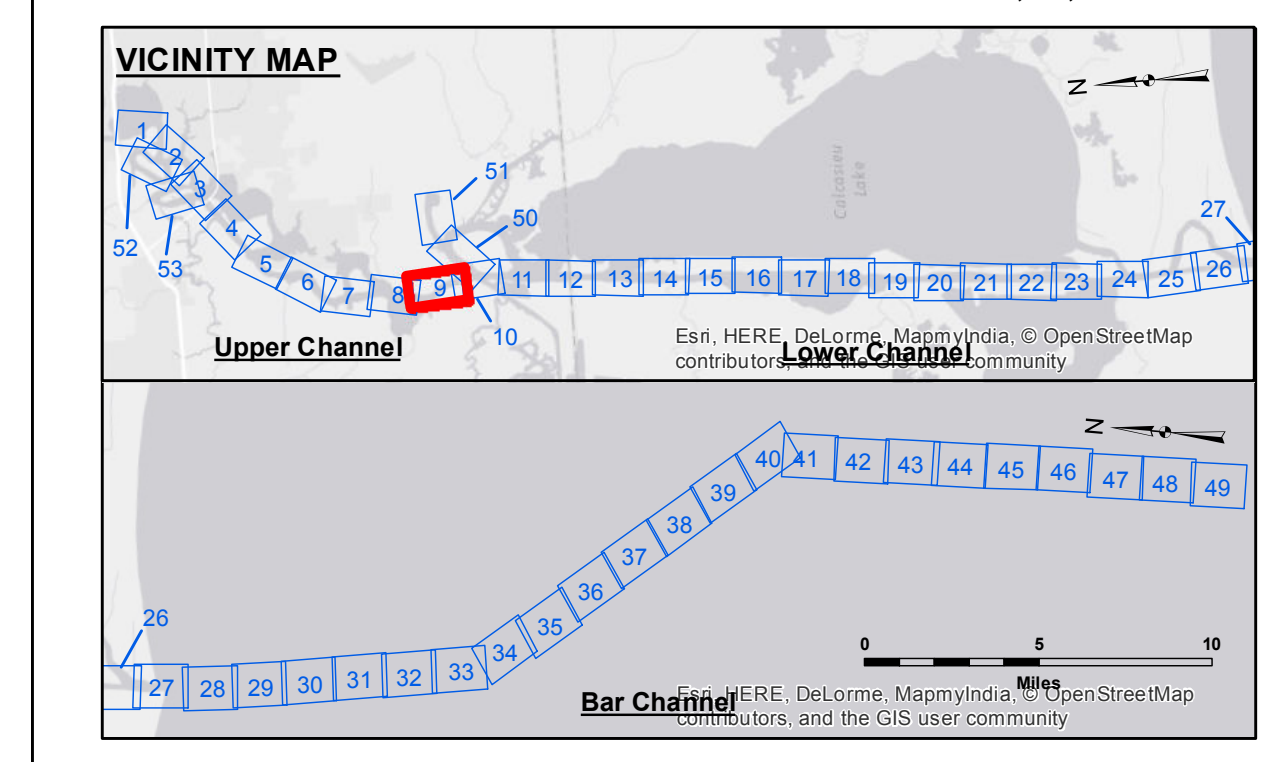 VICINITY MAP
N
1
2
3
4
5
6
7
8
9
10
11 12 13 14 15 16 17 18 19 20 21 22 23 24 25 26
27
50
51
52
53
Calcasieu
Lake
Upper Channel
Lower Channel
Esri, HERE, DeLorme, MapmyIndia, © OpenStreetMap
contributors, and the GIS user community
N
26
27 28 29 30 31 32 33 34 35 36 37 38 39 40 41 42 43 44 45 46 47 48 49
0 5 10
Miles
Bar Channel
Esri, HERE, DeLorme, MapmyIndia, © OpenStreetMap
contributors, and the GIS user community